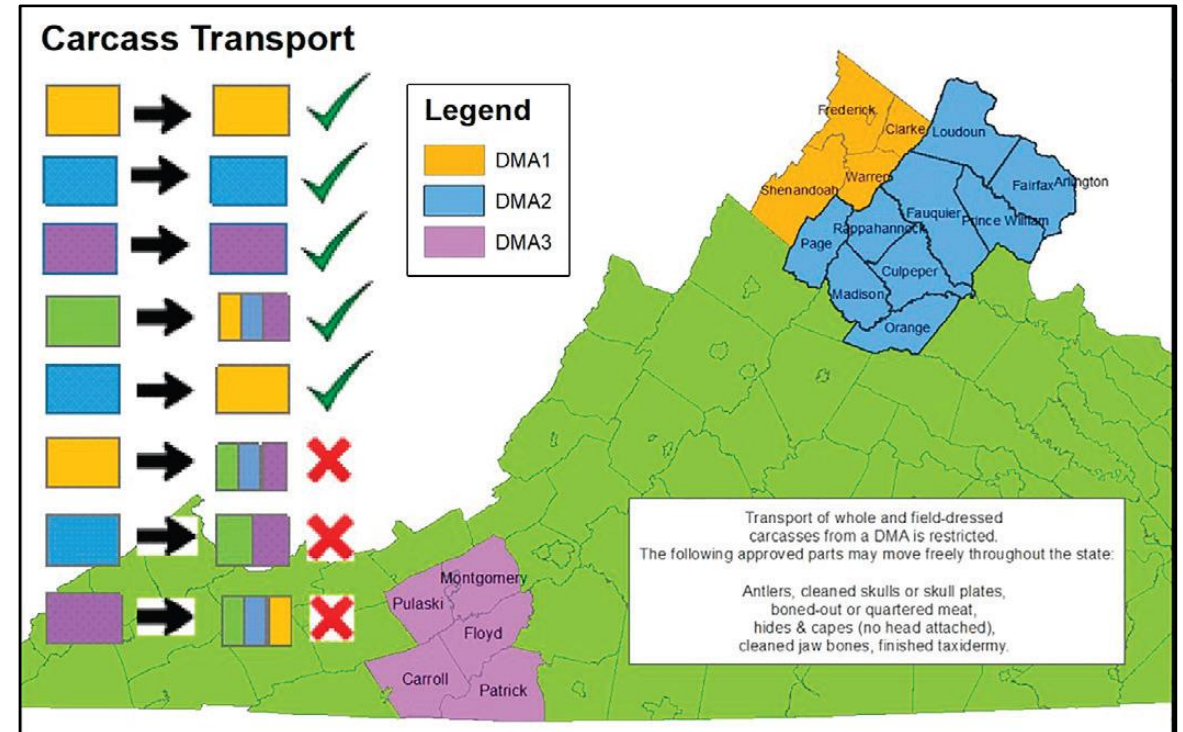 Carcass Transport
Legend
DMA1
DMA2
DMA3
Frederick
Clarke
Loudoun
Shenandoah
Warren
Fairfax
Arlington
Fauquier
Prince William
Rappahannock
Page
Culpeper
Madison
Orange
Transport of whole and field-dressed
carcasses from a DMA is restricted.
The following approved parts may move freely throughout the state:
Antlers, cleaned skulls or skull plates,
boned-out or quartered meat,
hides & capes (no head attached),
cleaned jaw bones, finished taxidermy.
Montgomery
Pulaski
Floyd
Carroll
Patrick